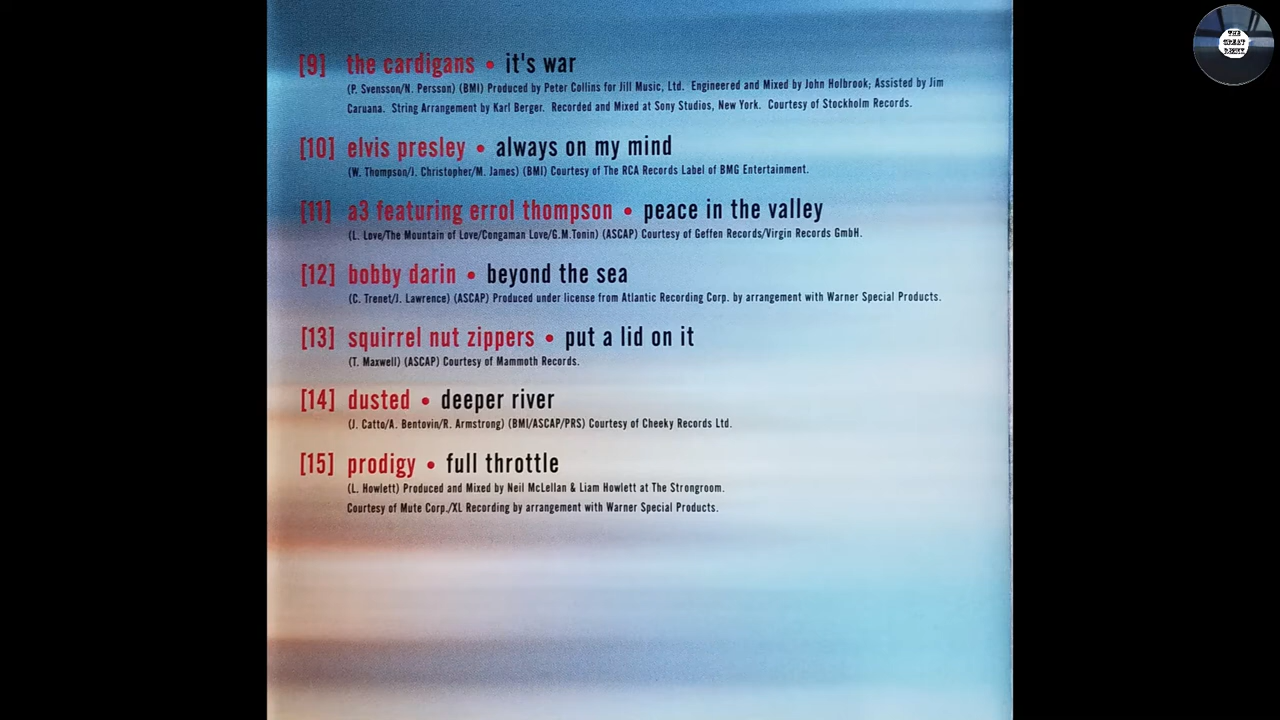 THE
GREAT
REMIX
[9] the cardigans • it's war
(P. Svensson/N. Persson) (BMI) Produced by Peter Collins for Jill Music, Ltd. Engineered and Mixed by John Holbrook; Assisted by Jim
Caruana. String Arrangement by Karl Berger. Recorded and Mixed at Sony Studios, New York. Courtesy of Stockholm Records.
[10] elvis presley • always on my mind
(W. Thompson/J. Christopher/M. James) (BMI) Courtesy of The RCA Records Label of BMG Entertainment.
[11] a3 featuring errol thompson • peace in the valley
(L. Love/The Mountain of Love/Congaman Love/G.M.Tonin) (ASCAP) Courtesy of Geffen Records/Virgin Records GmbH.
[12] bobby darin • beyond the sea
(C. Trenet/J. Lawrence) (ASCAP) Produced under license from Atlantic Recording Corp. by arrangement with Warner Special Products.
[13] squirrel nut zippers • put a lid on it
(T. Maxwell) (ASCAP) Courtesy of Mammoth Records.
[14] dusted • deeper river
(J. Catto/A. Bentovin/R. Armstrong) (BMI/ASCAP/PRS) Courtesy of Cheeky Records Ltd.
[15] prodigy • full throttle
(L. Howlett) Produced and Mixed by Neil McLellan & Liam Howlett at The Strongroom.
Courtesy of Mute Corp./XL Recording by arrangement with Warner Special Products.